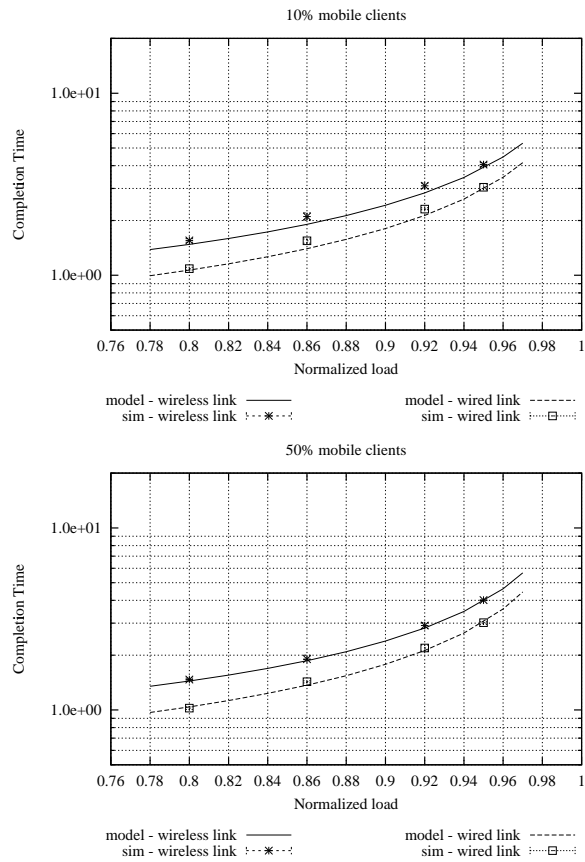 10% mobile clients
Completion Time
1.0e+01
1.0e+00
0.76 0.78 0.8 0.82 0.84 0.86 0.88 0.9 0.92 0.94 0.96 0.98 1
Normalized load
model - wireless link model - wired link
sim - wireless link sim - wired link
50% mobile clients
Completion Time
1.0e+01
1.0e+00
0.76 0.78 0.8 0.82 0.84 0.86 0.88 0.9 0.92 0.94 0.96 0.98 1
Normalized load
model - wireless link model - wired link
sim - wireless link sim - wired link